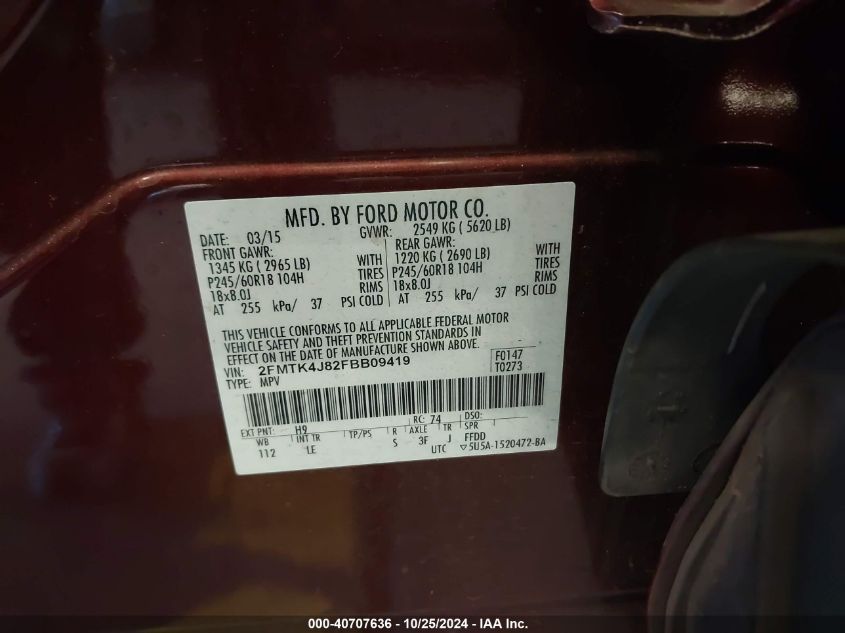 MFD. BY FORD MOTOR CO.
DATE: 03/15 GVWR: 2549 KG ( 5620 LB)
FRONT GAWR: REAR GAWR:
1345 KG ( 2965 LB) WITH 1220 KG ( 2690 LB) WITH
P245/60R18 104H TIRES P245/60R18 104H TIRES
18x8.0J RIMS 18x8.0J RIMS
AT 255 kPa/ 37 PSI COLD AT 255 kPa/ 37 PSI COLD
THIS VEHICLE CONFORMS TO ALL APPLICABLE FEDERAL MOTOR
VEHICLE SAFETY AND THEFT PREVENTION STANDARDS IN
EFFECT ON THE DATE OF MANUFACTURE SHOWN ABOVE.
VIN: 2FMTK4J82FBB09419 F0147
TYPE: MPV T0273
EXT PNT: H9 RC: 74 DSO:
WB INT TR TP/PS R AXLE TR SPR
112 LE S 3F J FFDD
UTC ▽5U5A-1520472-BA
000-40707636 - 10/25/2024 - IAA Inc.